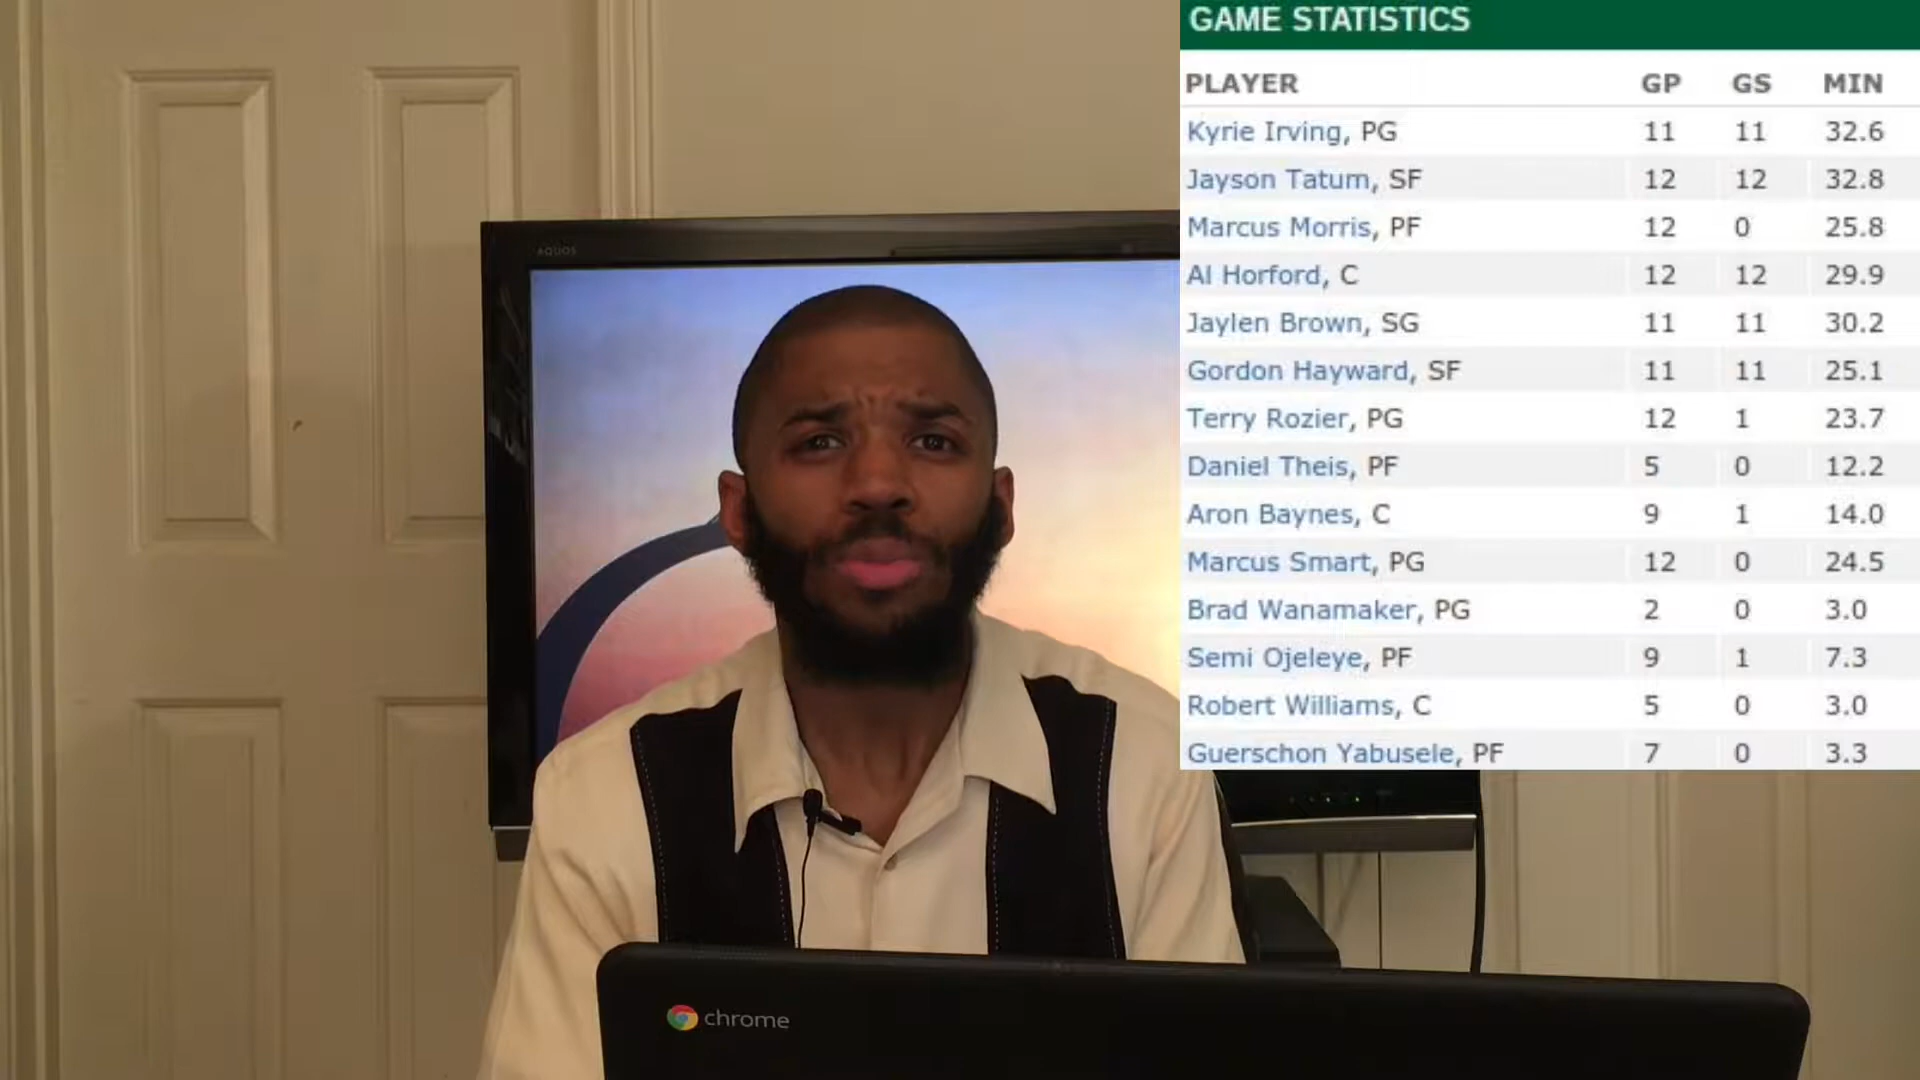 GAME STATISTICS
PLAYER GP GS MIN
Kyrie Irving, PG 11 11 32.6
Jayson Tatum, SF 12 12 32.8
Marcus Morris, PF 12 0 25.8
Al Horford, C 12 12 29.9
Jaylen Brown, SG 11 11 30.2
Gordon Hayward, SF 11 11 25.1
Terry Rozier, PG 12 1 23.7
Daniel Theis, PF 5 0 12.2
Aron Baynes, C 9 1 14.0
Marcus Smart, PG 12 0 24.5
Brad Wanamaker, PG 2 0 3.0
Semi Ojeleye, PF 9 1 7.3
Robert Williams, C 5 0 3.0
Guerschon Yabusele, PF 7 0 3.3
AQUOS
chrome